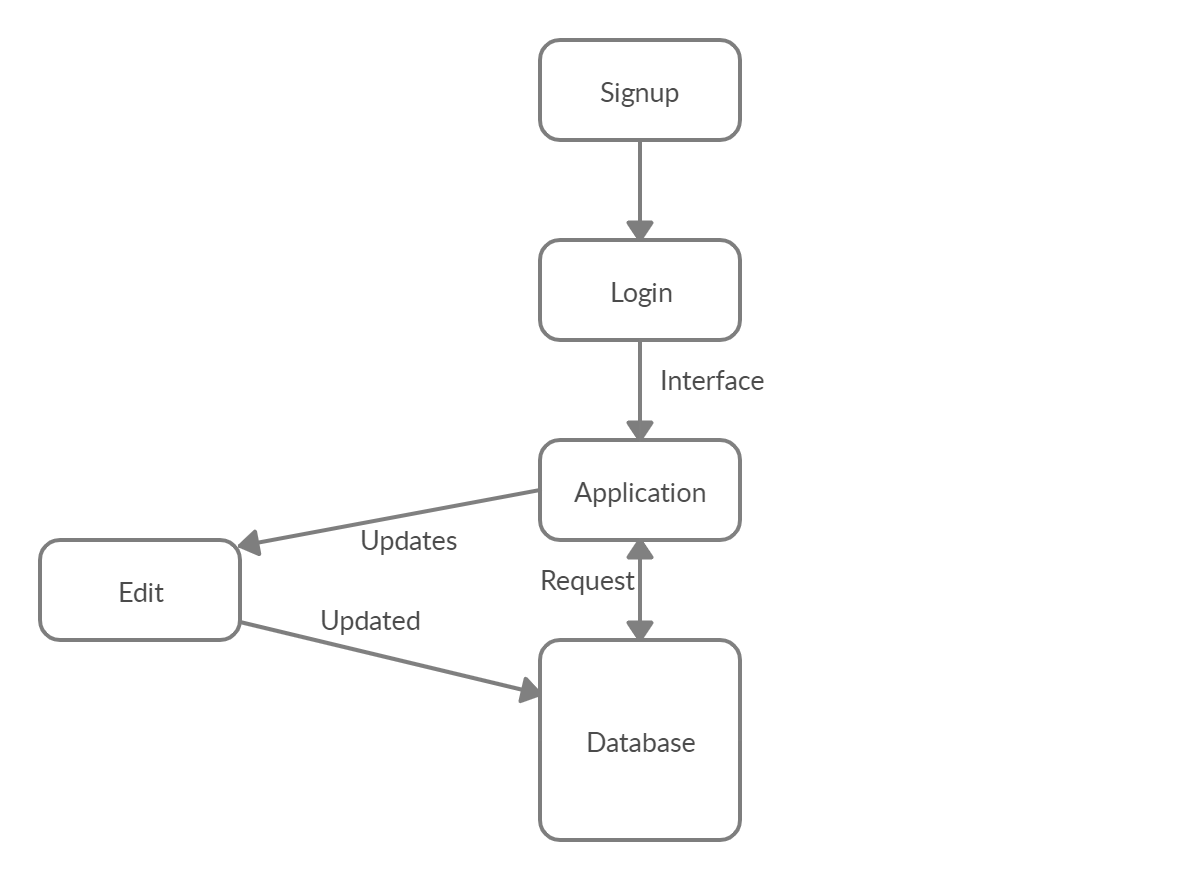 Signup
Login
Interface
Application
Updates
Request
Edit
Updated
Database